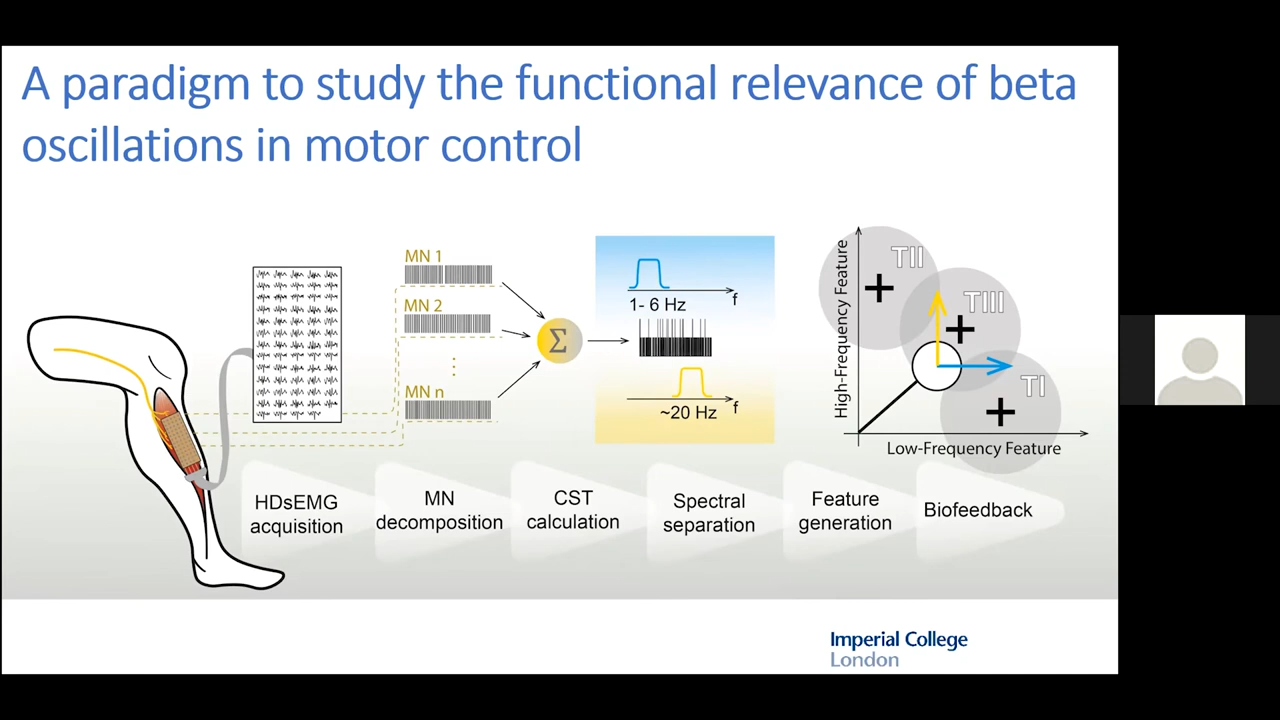 A paradigm to study the functional relevance of beta
oscillations in motor control
MN 1
MN 2
MN n
Σ
f
1- 6 Hz
~20 Hz
f
High-Frequency Feature
TII
TIII
TI
Low-Frequency Feature
HDsEMG
acquisition
MN
decomposition
CST
calculation
Spectral
separation
Feature
generation
Biofeedback
Imperial College
London